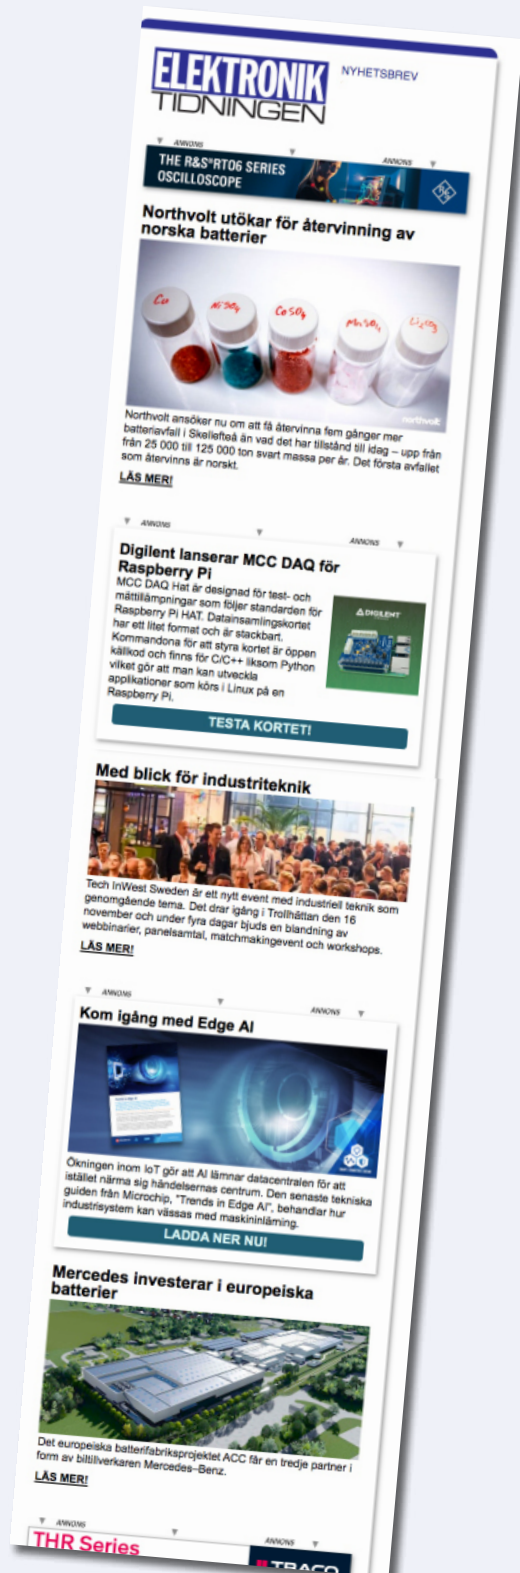 ELEKTRONIK
TIDNINGEN
NYHETSBREV
ANNONS
ANNONS
THE R&S®RTO6 SERIES
OSCILLOSCOPE
Northvolt utökar för återvinning av
norska batterier
Cu
NiSO4
CoSO4
MnSO4
Li2CO3
northvolt
Northvolt ansöker nu om att få återvinna fem gånger mer
batteriavfall i Skellefteå än vad det har tillstånd till idag – upp från
från 25 000 till 125 000 ton svart massa per år. Det första avfallet
som återvinns är norskt.
LÄS MER!
ANNONS
ANNONS
Digilent lanserar MCC DAQ för
Raspberry Pi
MCC DAQ Hat är designad för test- och
mättillämpningar som följer standarden för
Raspberry Pi HAT. Datainsamlingskortet
har ett litet format och är stackbart.
Kommandona för att styra kortet är öppen
källkod och finns för C/C++ liksom Python
vilket gör att man kan utveckla
applikationer som körs i Linux på en
Raspberry Pi.
DIGILENT
TESTA KORTET!
Med blick för industriteknik
Tech InWest Sweden är ett nytt event med industriell teknik som
genomgående tema. Det drar igång i Trollhättan den 16
november och under fyra dagar bjuds en blandning av
webbinarier, panelsamtal, matchmakingevent och workshops.
LÄS MER!
ANNONS
ANNONS
Kom igång med Edge AI
Ökningen inom IoT gör att AI lämnar datacentralen för att
istället närma sig händelsernas centrum. Den senaste tekniska
guiden från Microchip, "Trends in Edge AI", behandlar hur
industrisystem kan vässas med maskininlärning.
LADDA NER NU!
Mercedes investerar i europeiska
batterier
Det europeiska batterifabriksprojektet ACC får en tredje partner i
form av biltillverkaren Mercedes–Benz.
LÄS MER!
ANNONS
ANNONS
THR Series
TRACO